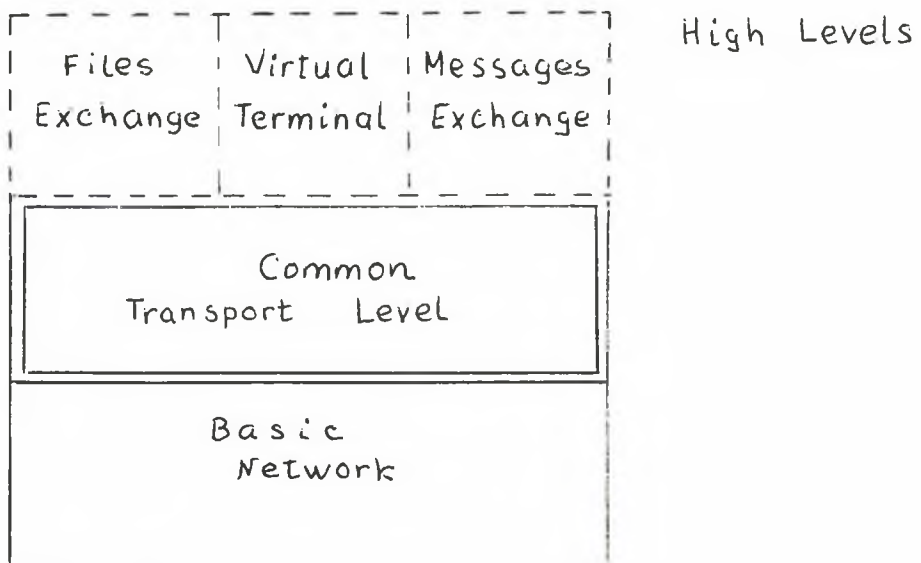 High Levels
Files
Exchange
Virtual
Terminal
Messages
Exchange
Common
Transport Level
Basic
Network